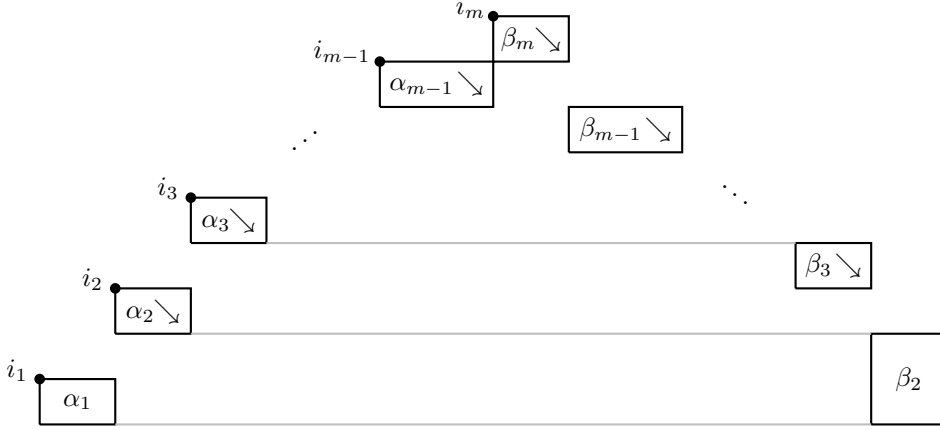 i_m
β_m ↘
i_{m−1}
α_{m−1} ↘
β_{m−1} ↘
⋰
i_3
α_3 ↘
⋱
β_3 ↘
i_2
α_2 ↘
i_1
α_1
β_2